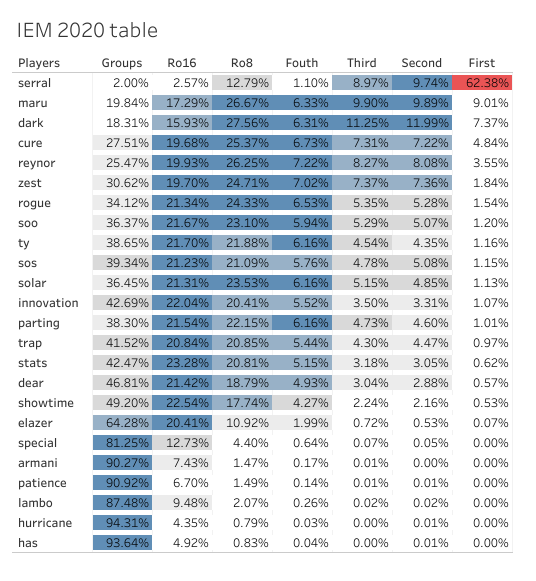 IEM 2020 table
Players Groups Ro16 Ro8 Fouth Third Second First
serral 2.00% 2.57% 12.79% 1.10% 8.97% 9.74% 62.38%
maru 19.84% 17.29% 26.67% 6.33% 9.90% 9.89% 9.01%
dark 18.31% 15.93% 27.56% 6.31% 11.25% 11.99% 7.37%
cure 27.51% 19.68% 25.37% 6.73% 7.31% 7.22% 4.84%
reynor 25.47% 19.93% 26.25% 7.22% 8.27% 8.08% 3.55%
zest 30.62% 19.70% 24.71% 7.02% 7.37% 7.36% 1.84%
rogue 34.12% 21.34% 24.33% 6.53% 5.35% 5.28% 1.54%
soo 36.37% 21.67% 23.10% 5.94% 5.29% 5.07% 1.20%
ty 38.65% 21.70% 21.88% 6.16% 4.54% 4.35% 1.16%
sos 39.34% 21.23% 21.09% 5.76% 4.78% 5.08% 1.15%
solar 36.45% 21.31% 23.53% 6.16% 5.15% 4.85% 1.13%
innovation 42.69% 22.04% 20.41% 5.52% 3.50% 3.31% 1.07%
parting 38.30% 21.54% 22.15% 6.16% 4.73% 4.60% 1.01%
trap 41.52% 20.84% 20.85% 5.44% 4.30% 4.47% 0.97%
stats 42.47% 23.28% 20.81% 5.15% 3.18% 3.05% 0.62%
dear 46.81% 21.42% 18.79% 4.93% 3.04% 2.88% 0.57%
showtime 49.20% 22.54% 17.74% 4.27% 2.24% 2.16% 0.53%
elazer 64.28% 20.41% 10.92% 1.99% 0.72% 0.53% 0.07%
special 81.25% 12.73% 4.40% 0.64% 0.07% 0.05% 0.00%
armani 90.27% 7.43% 1.47% 0.17% 0.01% 0.00% 0.00%
patience 90.92% 6.70% 1.49% 0.14% 0.01% 0.01% 0.00%
lambo 87.48% 9.48% 2.07% 0.26% 0.02% 0.02% 0.00%
hurricane 94.31% 4.35% 0.79% 0.03% 0.00% 0.01% 0.00%
has 93.64% 4.92% 0.83% 0.04% 0.00% 0.01% 0.00%